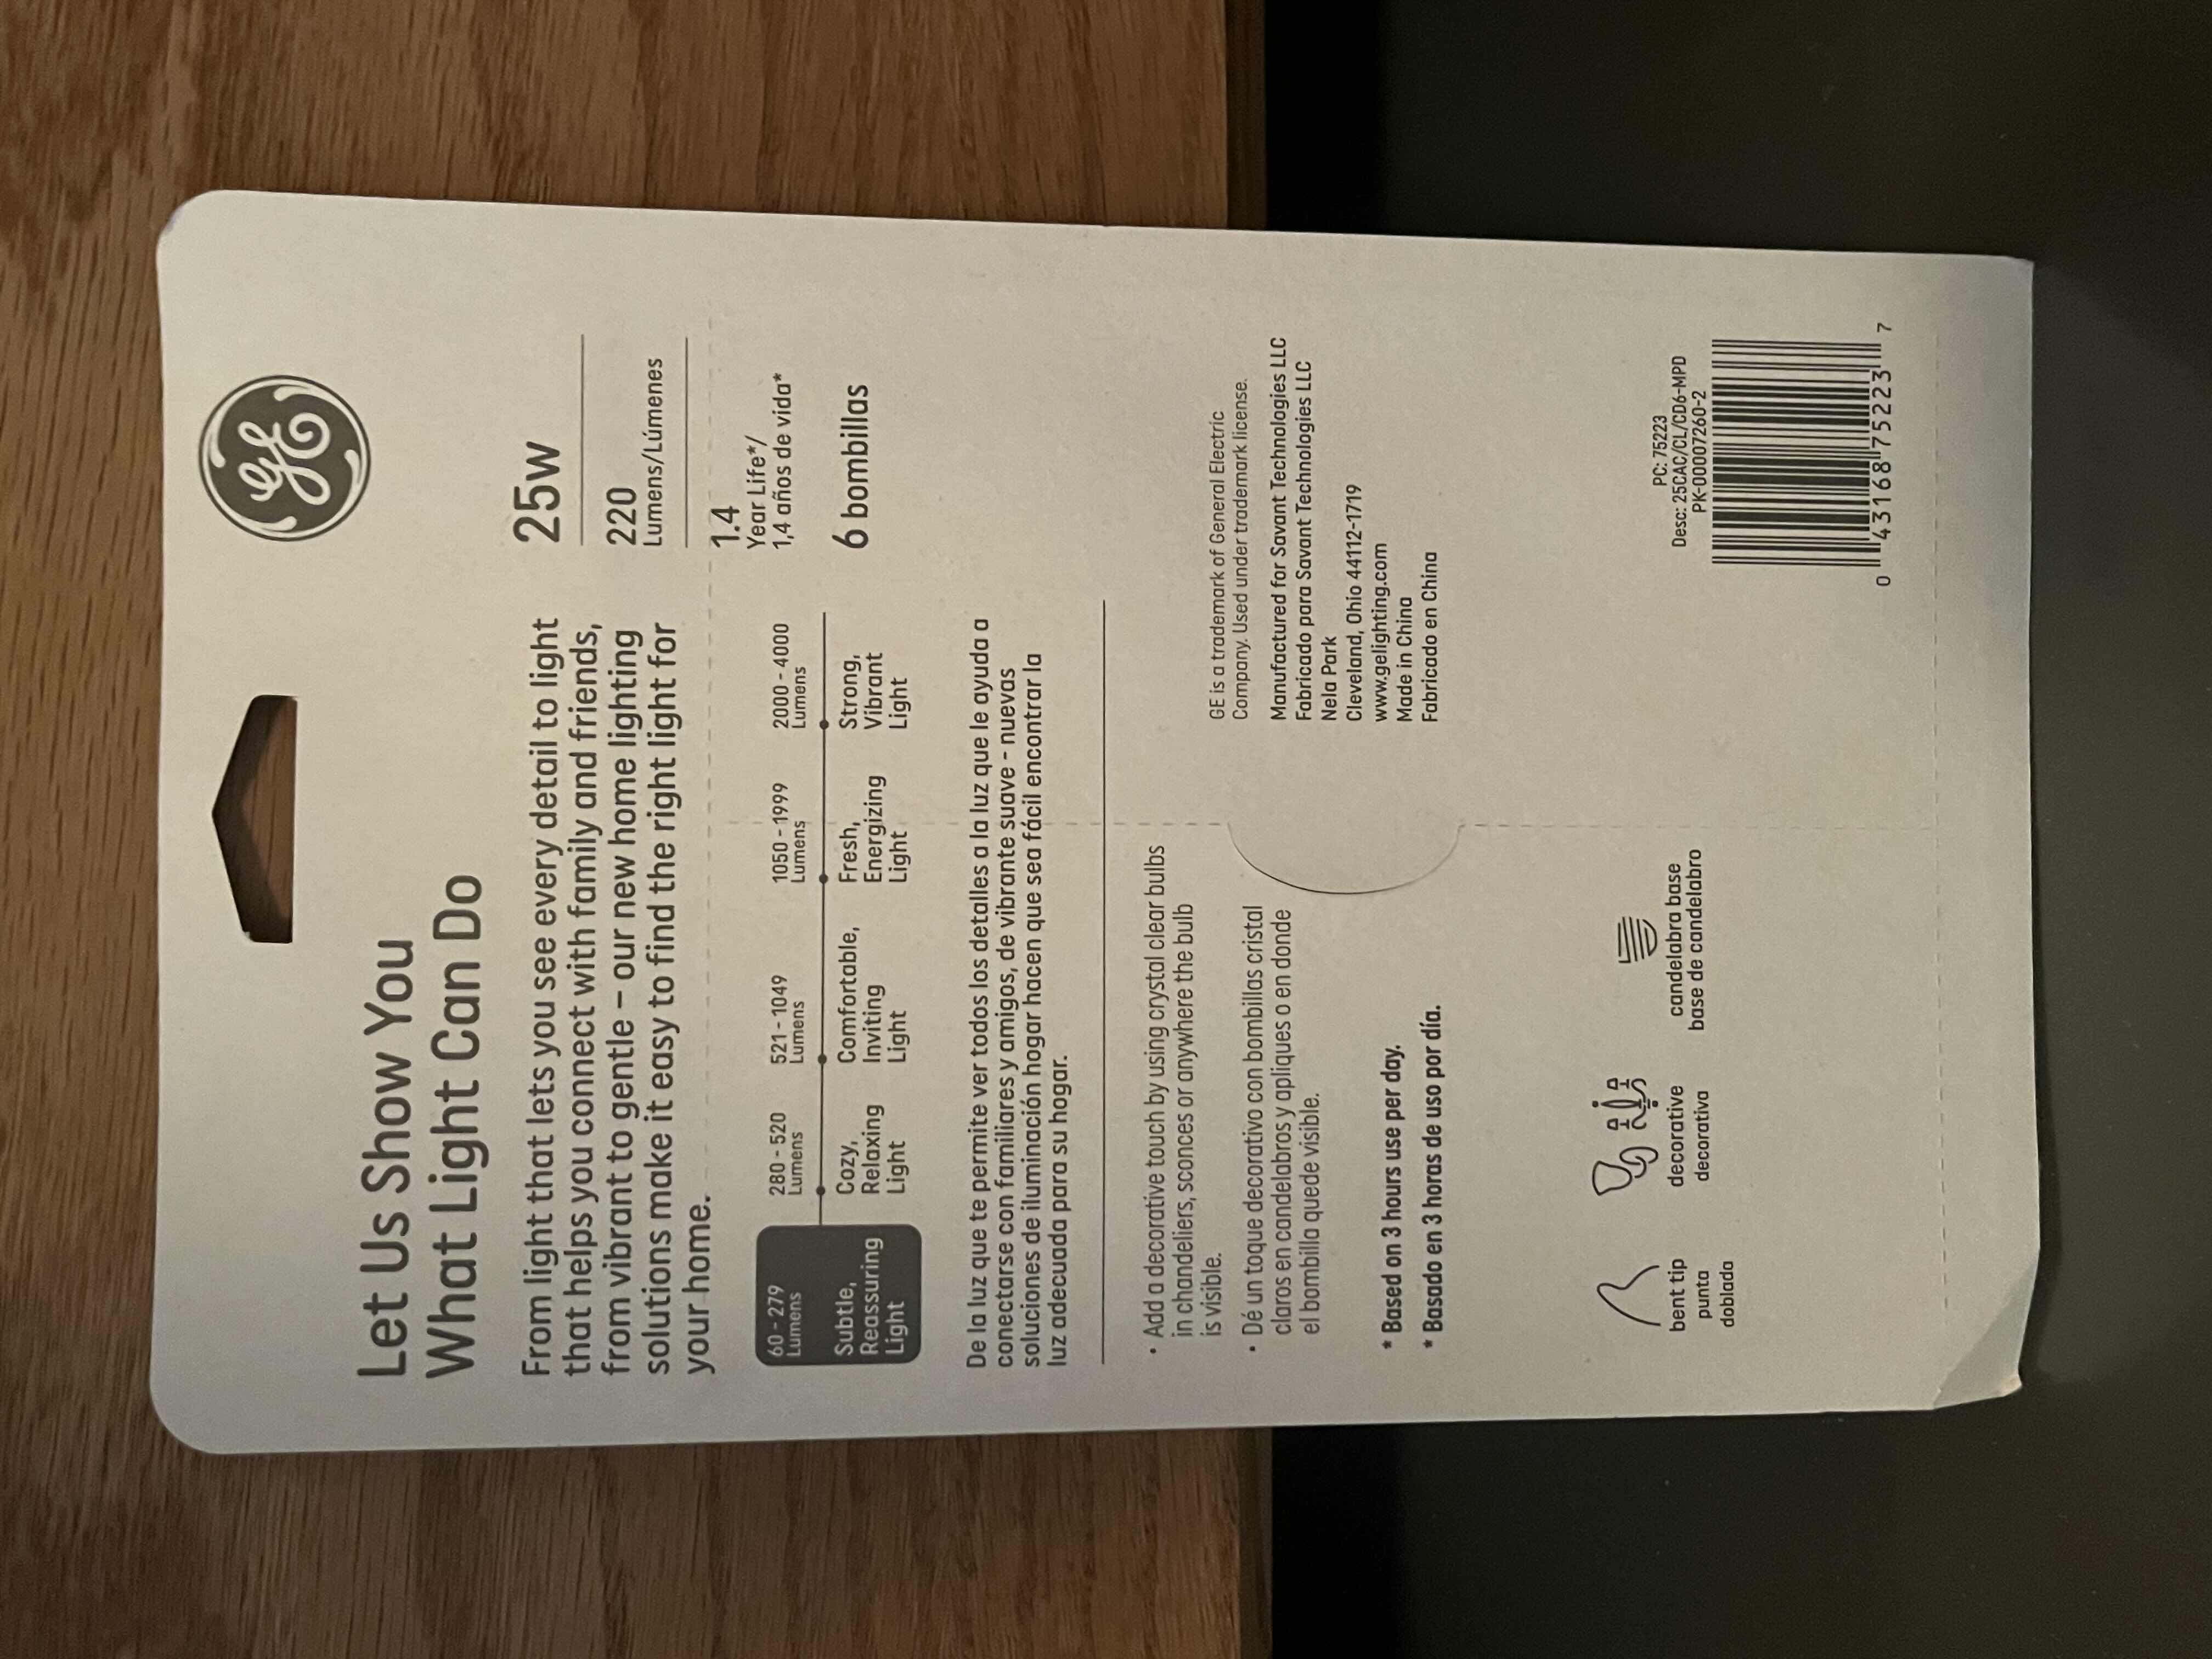 GE
Let Us Show You
What Light Can Do
From light that lets you see every detail to light
that helps you connect with family and friends,
from vibrant to gentle – our new home lighting
solutions make it easy to find the right light for
your home.
25w
220
Lumens/Lúmenes
1.4
Year Life*/
1,4 años de vida*
6 bombillas
60 - 279
Lumens
Subtle,
Reassuring
Light
280 - 520
Lumens
Cozy,
Relaxing
Light
521 - 1049
Lumens
Comfortable,
Inviting
Light
1050 - 1999
Lumens
Fresh,
Energizing
Light
2000 - 4000
Lumens
Strong,
Vibrant
Light
De la luz que te permite ver todos los detalles a la luz que le ayuda a
conectarse con familiares y amigos, de vibrante suave - nuevas
soluciones de iluminación hogar hacen que sea fácil encontrar la
luz adecuada para su hogar.
• Add a decorative touch by using crystal clear bulbs
in chandeliers, sconces or anywhere the bulb
is visible.
• Dé un toque decorativo con bombillas cristal
claros en candelabros y apliques o en donde
el bombilla quede visible.
* Based on 3 hours use per day.
* Basado en 3 horas de uso por día.
GE is a trademark of General Electric
Company. Used under trademark license.
Manufactured for Savant Technologies LLC
Fabricado para Savant Technologies LLC
Nela Park
Cleveland, Ohio 44112-1719
www.gelighting.com
Made in China
Fabricado en China
bent tip
punta
doblada
decorative
decorativa
candelabra base
base de candelabro
PC: 75223
Desc: 25CAC/CL/CD6-MPD
PK-00007260-2
0 43168 75223 7